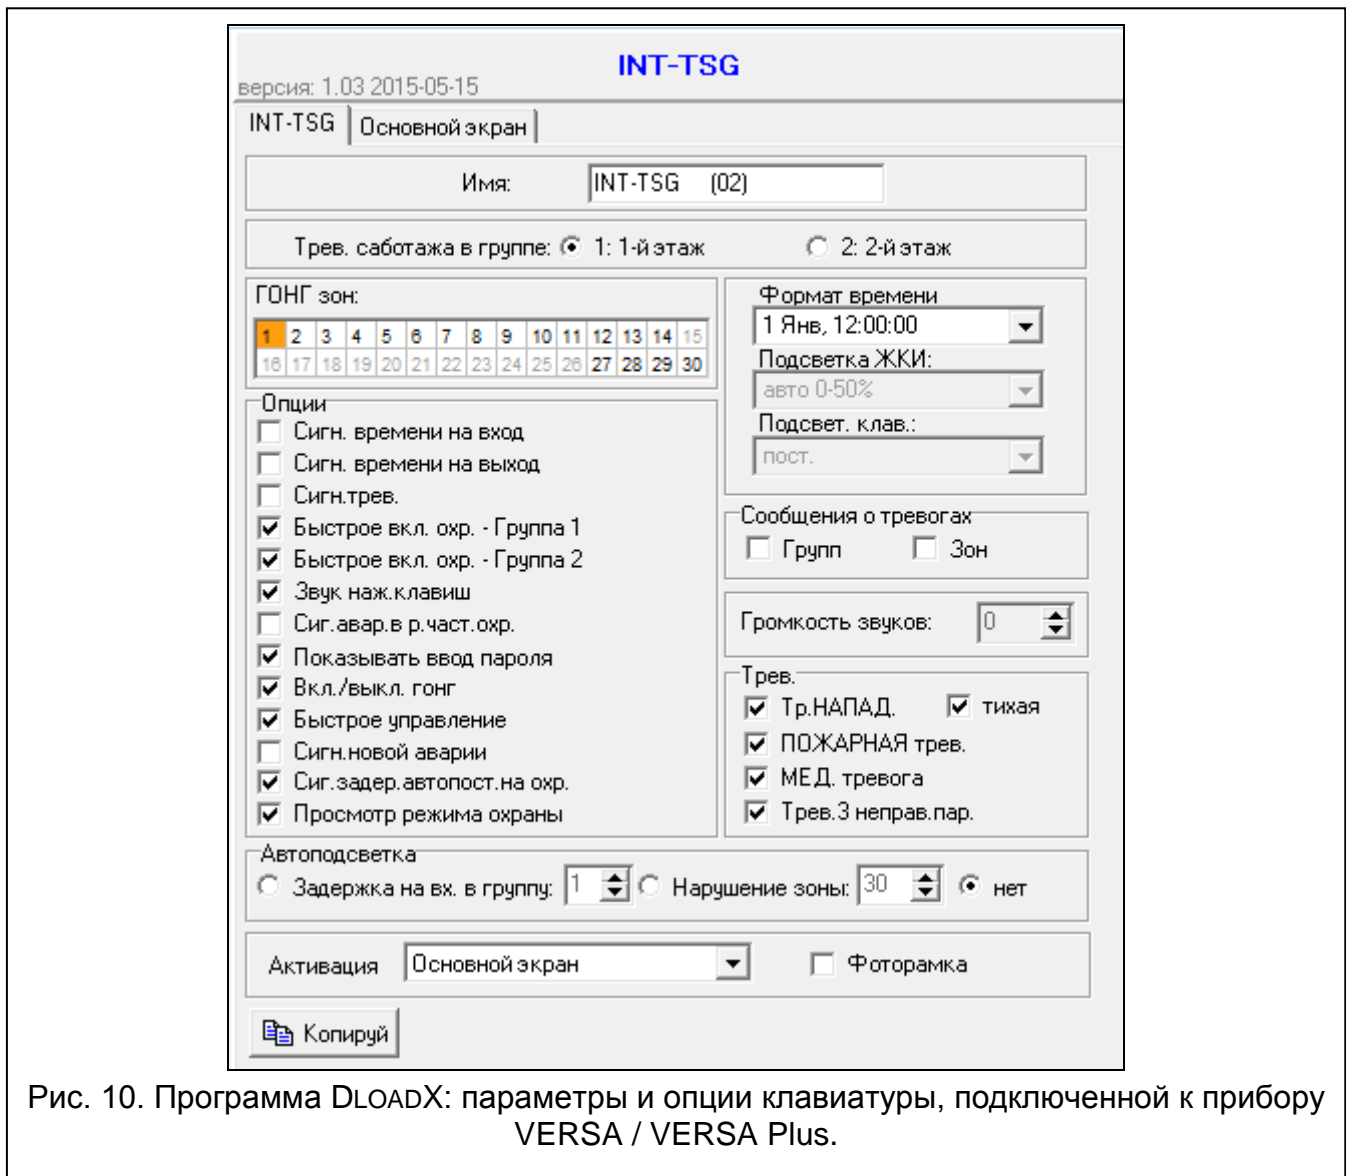 INT-TSG
версия: 1.03 2015-05-15
INT-TSG Основной экран
Имя: INT-TSG (02)
Трев. саботажа в группе: 1: 1-й этаж 2: 2-й этаж
ГОНГ зон:
1 2 3 4 5 6 7 8 9 10 11 12 13 14 15
16 17 18 19 20 21 22 23 24 25 26 27 28 29 30
Опции
Сигн. времени на вход
Сигн. времени на выход
Сигн.трев.
Быстрое вкл. охр. - Группа 1
Быстрое вкл. охр. - Группа 2
Звук наж.клавиш
Сиг.авар.в р.част.охр.
Показывать ввод пароля
Вкл./выкл. гонг
Быстрое управление
Сигн.новой аварии
Сиг.задер.автопост.на охр.
Просмотр режима охраны
Формат времени
1 Янв, 12:00:00
Подсветка ЖКИ:
авто 0-50%
Подсвет. клав.:
пост.
Сообщения о тревогах
Групп Зон
Громкость звуков: 0
Трев.
Тр.НАПАД. тихая
ПОЖАРНАЯ трев.
МЕД. тревога
Трев.3 неправ.пар.
Автоподсветка
Задержка на вх. в группу: 1 Нарушение зоны: 30 нет
Активация Основной экран Фоторамка
Копируй
Рис. 10. Программа DLOADX: параметры и опции клавиатуры, подключенной к прибору
VERSA / VERSA Plus.